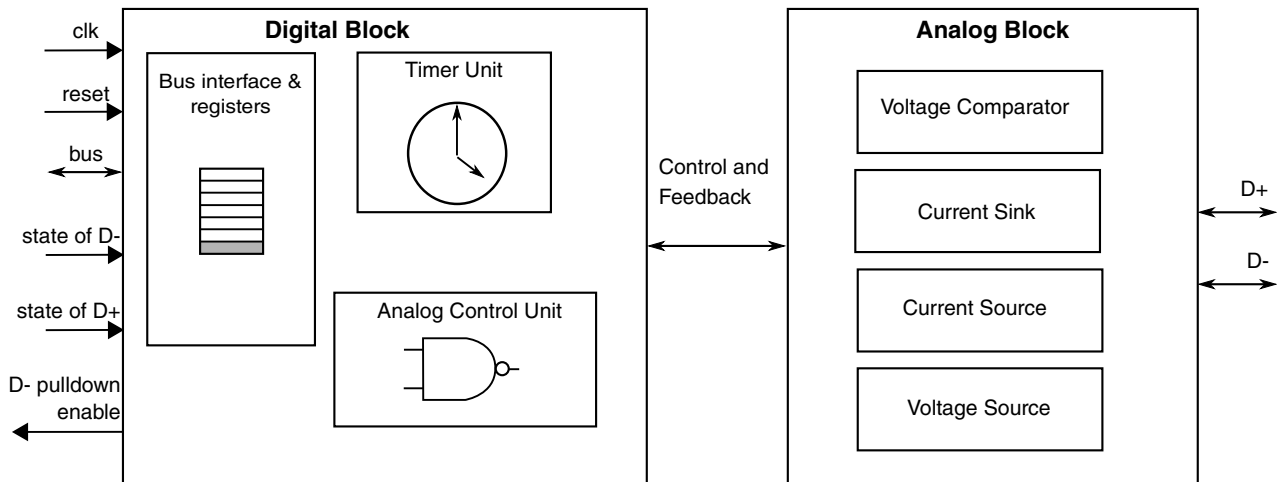 clk
reset
bus
state of D-
state of D+
D- pulldown
enable
Digital Block
Bus interface &
registers
Timer Unit
Analog Control Unit
Control and
Feedback
Analog Block
Voltage Comparator
Current Sink
Current Source
Voltage Source
D+
D-